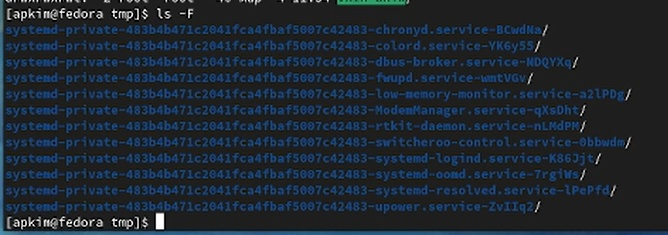 [apkim@fedora tmp]$ ls -F
systemd-private-483b4b471c2041fca4fbaf5007c42483-chronyd.service-BCwdNa/
systemd-private-483b4b471c2041fca4fbaf5007c42483-colord.service-YK6y55/
systemd-private-483b4b471c2041fca4fbaf5007c42483-dbus-broker.service-NDQYXq/
systemd-private-483b4b471c2041fca4fbaf5007c42483-fwupd.service-wmtVGv/
systemd-private-483b4b471c2041fca4fbaf5007c42483-low-memory-monitor.service-a2lPDg/
systemd-private-483b4b471c2041fca4fbaf5007c42483-ModemManager.service-qXsDht/
systemd-private-483b4b471c2041fca4fbaf5007c42483-rtkit-daemon.service-nLMdPM/
systemd-private-483b4b471c2041fca4fbaf5007c42483-switcheroo-control.service-0bbwdm/
systemd-private-483b4b471c2041fca4fbaf5007c42483-systemd-logind.service-K86Jjt/
systemd-private-483b4b471c2041fca4fbaf5007c42483-systemd-oomd.service-7rgiWs/
systemd-private-483b4b471c2041fca4fbaf5007c42483-systemd-resolved.service-lPePfd/
systemd-private-483b4b471c2041fca4fbaf5007c42483-upower.service-ZvIIq2/
[apkim@fedora tmp]$